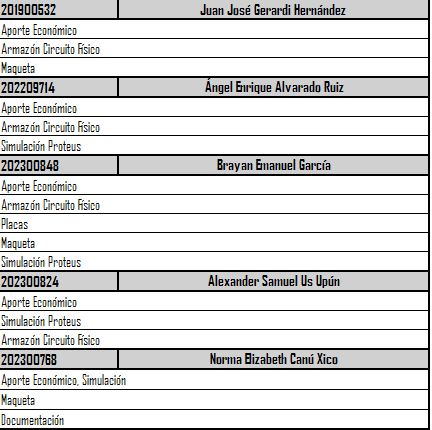 201900532 Juan José Gerardi Hernández
Aporte Económico
Armazón Circuito Físico
Maqueta
202209714 Ángel Enrique Alvarado Ruiz
Aporte Económico
Armazón Circuito Físico
Simulación Proteus
202300848 Brayan Emanuel García
Aporte Económico
Armazón Circuito Físico
Placas
Maqueta
Simulación Proteus
202300824 Alexander Samuel Us Upún
Aporte Económico
Simulación Proteus
Armazón Circuito Físico
202300768 Norma Elizabeth Canú Xico
Aporte Económico, Simulación
Maqueta
Documentación